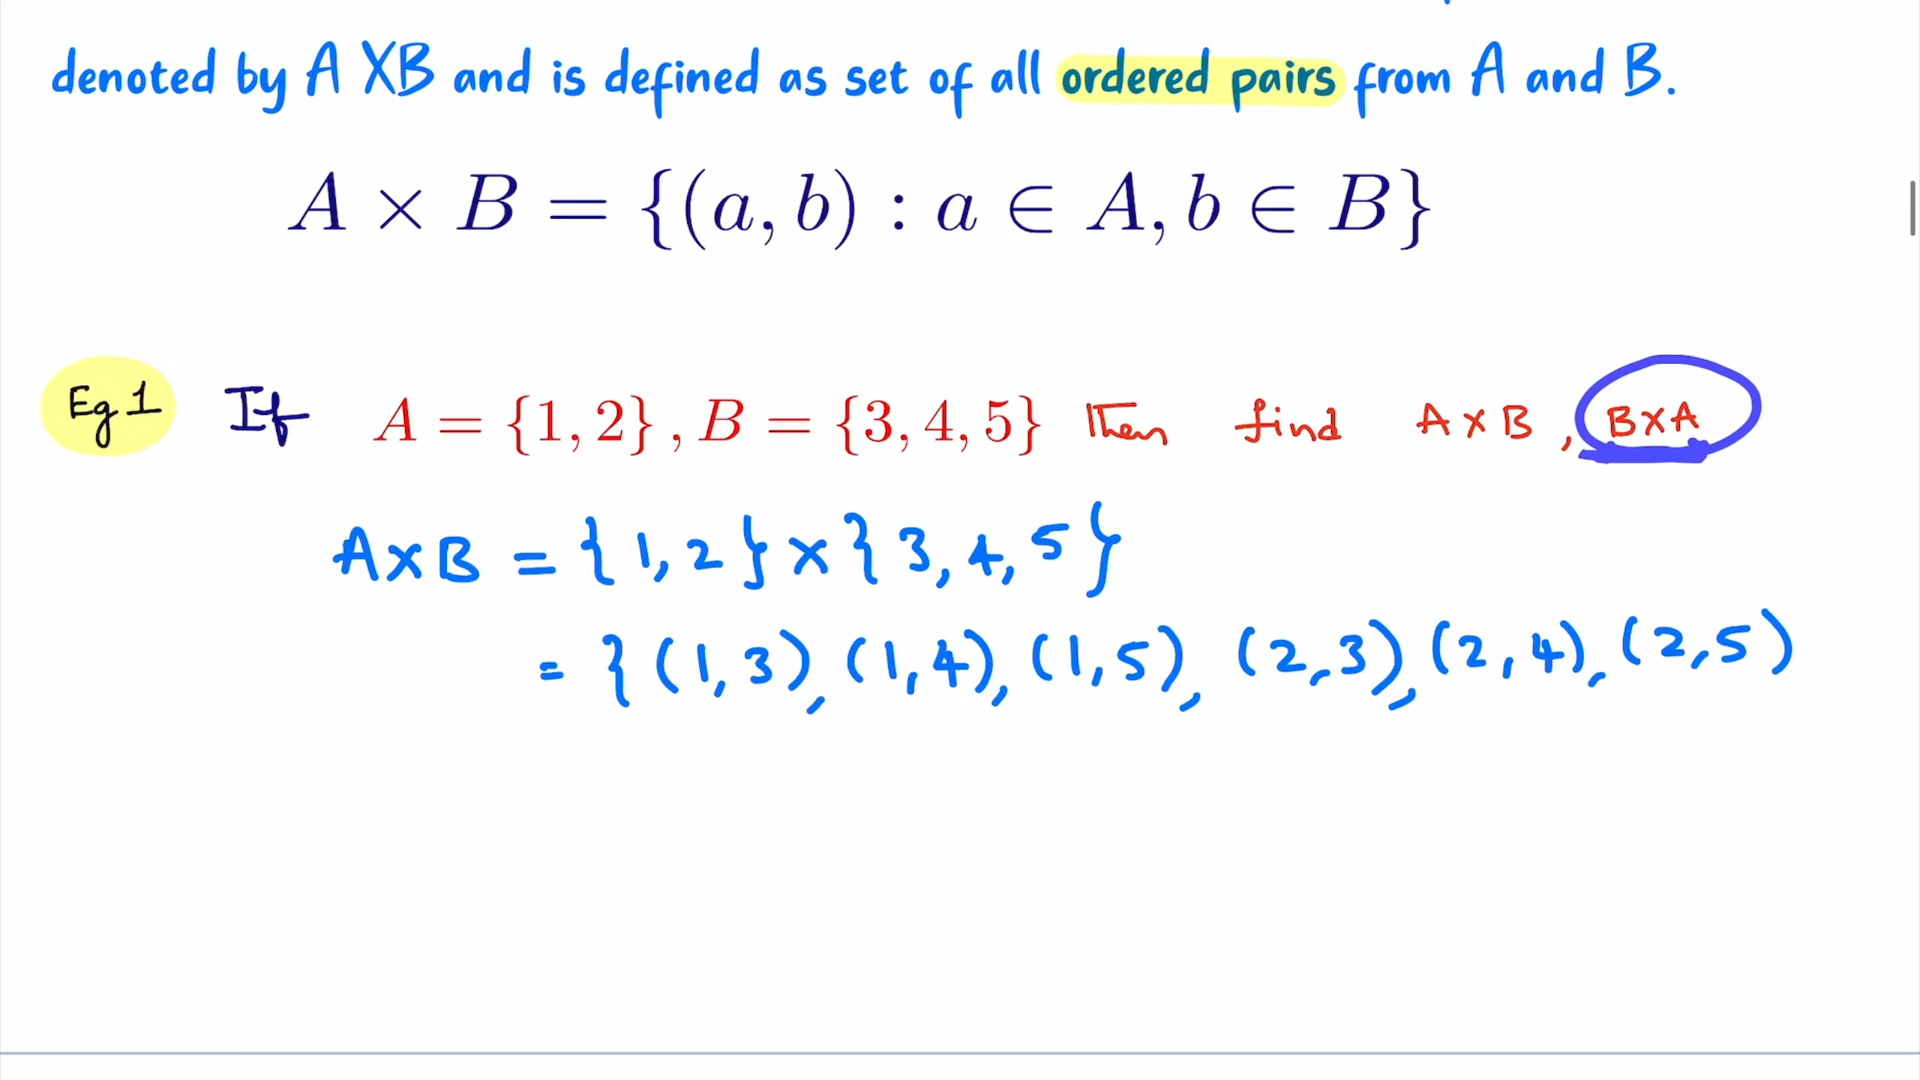 denoted by A XB and is defined as set of all ordered pairs from A and B.
A × B = {(a, b) : a ∈ A, b ∈ B}
Eg 1 If A = {1, 2} , B = {3, 4, 5} Then find A x B , B x A
A x B = { 1, 2 } x { 3, 4, 5 }
= { (1,3), (1,4), (1,5), (2,3), (2,4), (2,5)